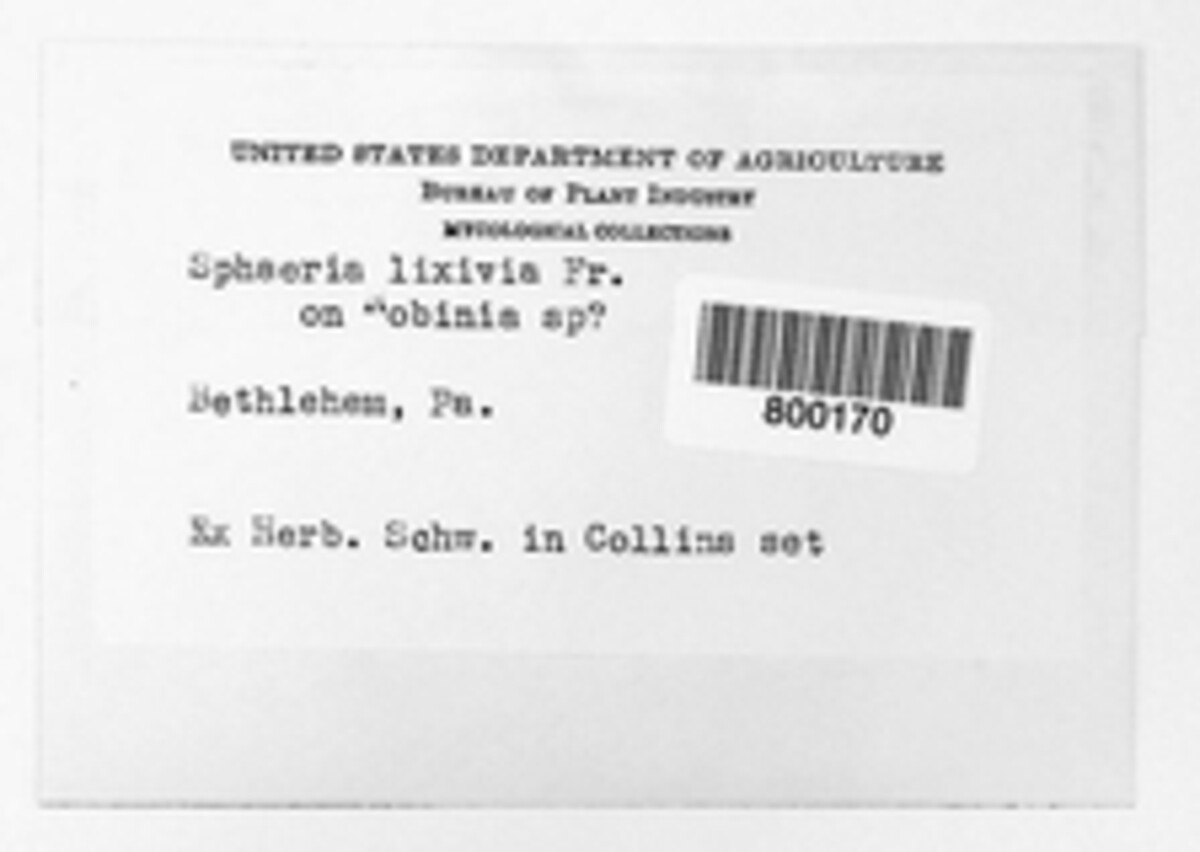 UNITED STATES DEPARTMENT OF AGRICULTURE
BUREAU OF PLANT INDUSTRY
MYCOLOGICAL COLLECTIONS
Sphaeria lixivia Fr.
on Robinia sp?
Bethlehem, Pa.
800170
Ex Herb. Schw. in Collins set